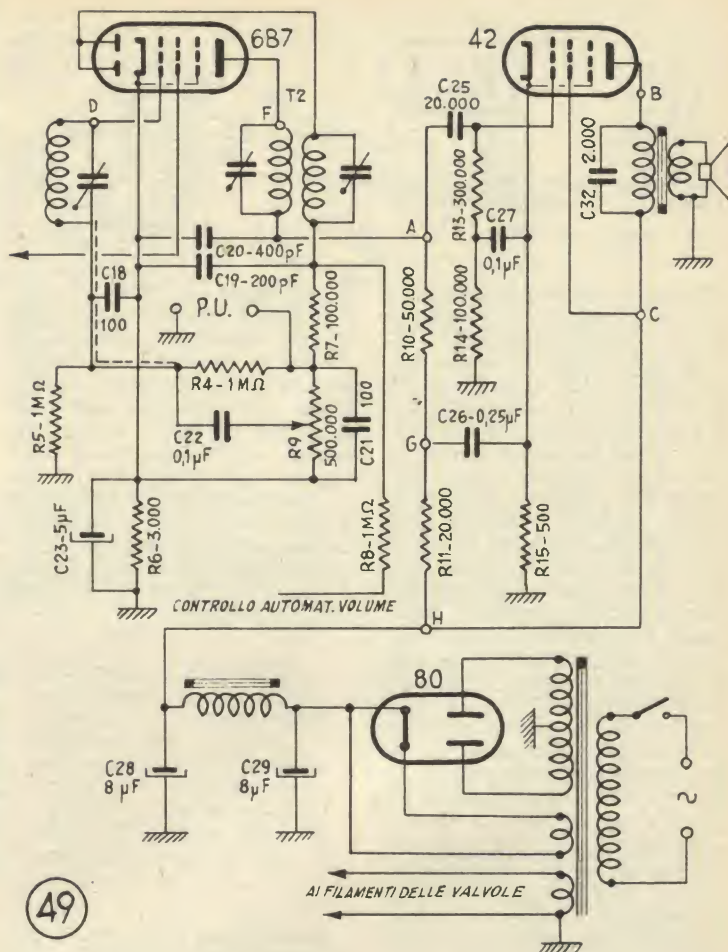 6B7
42
D
F
T2
C25
20.000
B
C32
2.000
R13-300.000
C20-400pF
A
C27
0,1µF
C19-200pF
C18
100
P.U.
R7-100.000
R10-50.000
R14-100.000
C
R4-1MΩ
R5-1MΩ
C22
0,1µF
R9
500.000
C21
100
G
C26-0,25µF
C23-5µF
R6-3.000
R8-1MΩ
R11-20.000
R15-500
CONTROLLO AUTOMAT. VOLUME
H
80
C28
8µF
C29
8µF
AI FILAMENTI DELLE VALVOLE
49